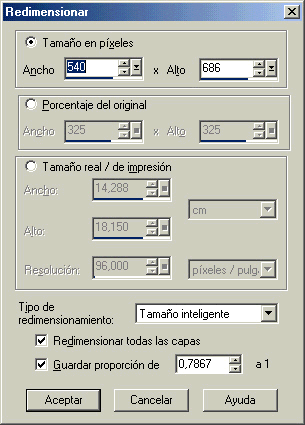 Redimensionar
Tamaño en píxeles
Ancho 540 x Alto 686
Porcentaje del original
Ancho 325 x Alto 325
Tamaño real / de impresión
Ancho: 14,288
cm
Alto: 18,150
Resolución: 96,000 píxeles / pulg.
Tipo de
redimensionamiento: Tamaño inteligente
Redimensionar todas las capas
Guardar proporción de 0,7867 a 1
Aceptar Cancelar Ayuda